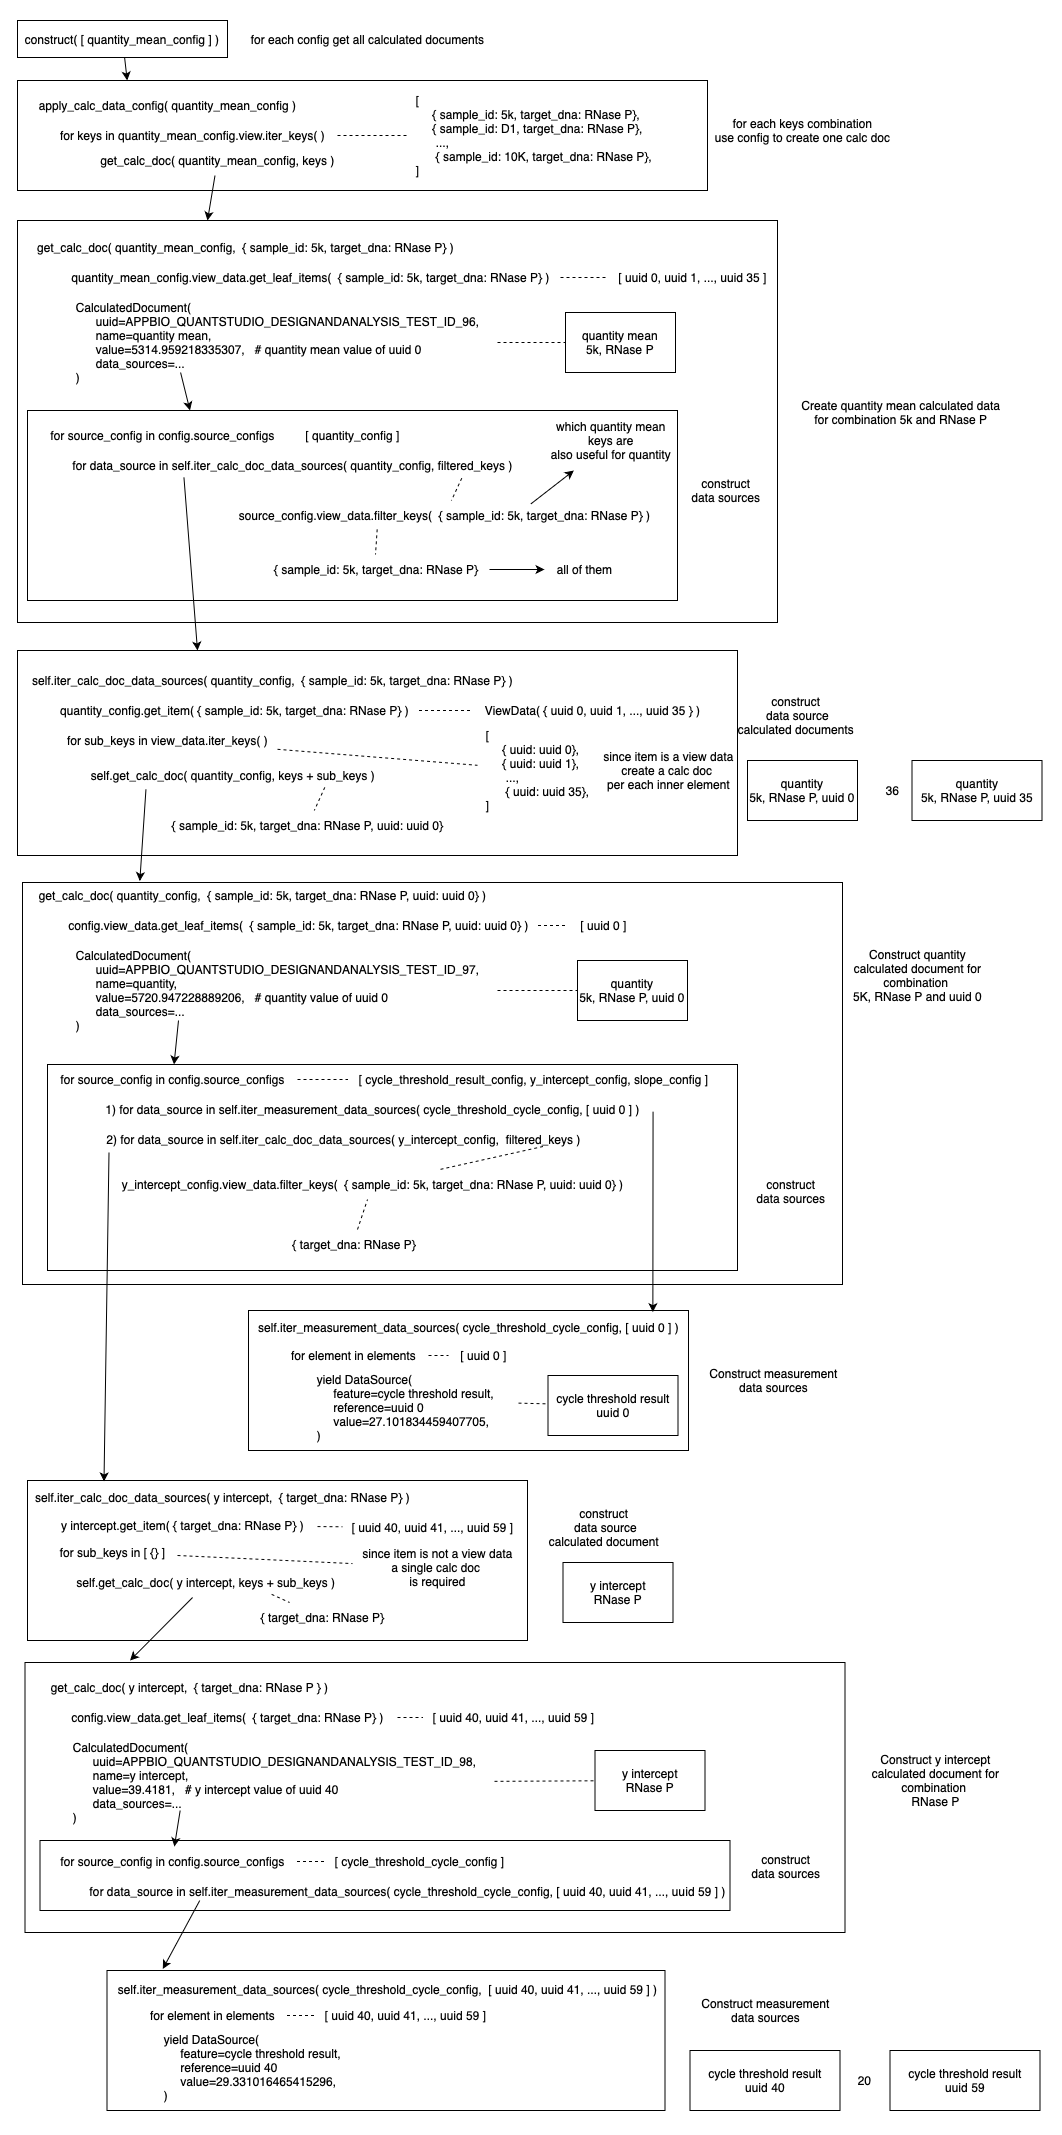 construct( [ quantity_mean_config ] )
for each config get all calculated documents
apply_calc_data_config( quantity_mean_config )
for keys in quantity_mean_config.view.iter_keys( )
get_calc_doc( quantity_mean_config, keys )
[
{ sample_id: 5k, target_dna: RNase P},
{ sample_id: D1, target_dna: RNase P},
...,
{ sample_id: 10K, target_dna: RNase P},
]
for each keys combination
use config to create one calc doc
get_calc_doc( quantity_mean_config,  { sample_id: 5k, target_dna: RNase P} )
quantity_mean_config.view_data.get_leaf_items(  { sample_id: 5k, target_dna: RNase P} )
[ uuid 0, uuid 1, ..., uuid 35 ]
CalculatedDocument(
uuid=APPBIO_QUANTSTUDIO_DESIGNANDANALYSIS_TEST_ID_96,
name=quantity mean,
value=5314.959218335307,   # quantity mean value of uuid 0
data_sources=...
)
quantity mean
5k, RNase P
Create quantity mean calculated data
for combination 5k and RNase P
for source_config in config.source_configs
[ quantity_config ]
for data_source in self.iter_calc_doc_data_sources( quantity_config, filtered_keys )
which quantity mean
keys are
also useful for quantity
source_config.view_data.filter_keys(  { sample_id: 5k, target_dna: RNase P} )
{ sample_id: 5k, target_dna: RNase P}
all of them
construct
data sources
self.iter_calc_doc_data_sources( quantity_config,  { sample_id: 5k, target_dna: RNase P} )
quantity_config.get_item( { sample_id: 5k, target_dna: RNase P} )
ViewData( { uuid 0, uuid 1, ..., uuid 35 } )
for sub_keys in view_data.iter_keys( )
self.get_calc_doc( quantity_config, keys + sub_keys )
{ sample_id: 5k, target_dna: RNase P, uuid: uuid 0}
[
{ uuid: uuid 0},
{ uuid: uuid 1},
...,
{ uuid: uuid 35},
]
since item is a view data
create a calc doc
per each inner element
construct
data source
calculated documents
quantity
5k, RNase P, uuid 0
36
quantity
5k, RNase P, uuid 35
get_calc_doc( quantity_config,  { sample_id: 5k, target_dna: RNase P, uuid: uuid 0} )
config.view_data.get_leaf_items(  { sample_id: 5k, target_dna: RNase P, uuid: uuid 0} )
[ uuid 0 ]
CalculatedDocument(
uuid=APPBIO_QUANTSTUDIO_DESIGNANDANALYSIS_TEST_ID_97,
name=quantity,
value=5720.947228889206,   # quantity value of uuid 0
data_sources=...
)
quantity
5k, RNase P, uuid 0
Construct quantity
calculated document for
combination
5K, RNase P and uuid 0
for source_config in config.source_configs
[ cycle_threshold_result_config, y_intercept_config, slope_config ]
1) for data_source in self.iter_measurement_data_sources( cycle_threshold_cycle_config, [ uuid 0 ] )
2) for data_source in self.iter_calc_doc_data_sources( y_intercept_config,  filtered_keys )
y_intercept_config.view_data.filter_keys(  { sample_id: 5k, target_dna: RNase P, uuid: uuid 0} )
{ target_dna: RNase P}
construct
data sources
self.iter_measurement_data_sources( cycle_threshold_cycle_config, [ uuid 0 ] )
for element in elements
[ uuid 0 ]
yield DataSource(
feature=cycle threshold result,
reference=uuid 0
value=27.101834459407705,
)
cycle threshold result
uuid 0
Construct measurement
data sources
self.iter_calc_doc_data_sources( y intercept,  { target_dna: RNase P} )
y intercept.get_item( { target_dna: RNase P} )
[ uuid 40, uuid 41, ..., uuid 59 ]
for sub_keys in [ {} ]
since item is not a view data
a single calc doc
is required
self.get_calc_doc( y intercept, keys + sub_keys )
{ target_dna: RNase P}
construct
data source
calculated document
y intercept
RNase P
get_calc_doc( y intercept,  { target_dna: RNase P } )
config.view_data.get_leaf_items(  { target_dna: RNase P} )
[ uuid 40, uuid 41, ..., uuid 59 ]
CalculatedDocument(
uuid=APPBIO_QUANTSTUDIO_DESIGNANDANALYSIS_TEST_ID_98,
name=y intercept,
value=39.4181,   # y intercept value of uuid 40
data_sources=...
)
y intercept
RNase P
Construct y intercept
calculated document for
combination
RNase P
for source_config in config.source_configs
[ cycle_threshold_cycle_config ]
for data_source in self.iter_measurement_data_sources( cycle_threshold_cycle_config, [ uuid 40, uuid 41, ..., uuid 59 ] )
construct
data sources
self.iter_measurement_data_sources( cycle_threshold_cycle_config,  [ uuid 40, uuid 41, ..., uuid 59 ] )
for element in elements
[ uuid 40, uuid 41, ..., uuid 59 ]
yield DataSource(
feature=cycle threshold result,
reference=uuid 40
value=29.331016465415296,
)
Construct measurement
data sources
cycle threshold result
uuid 40
20
cycle threshold result
uuid 59